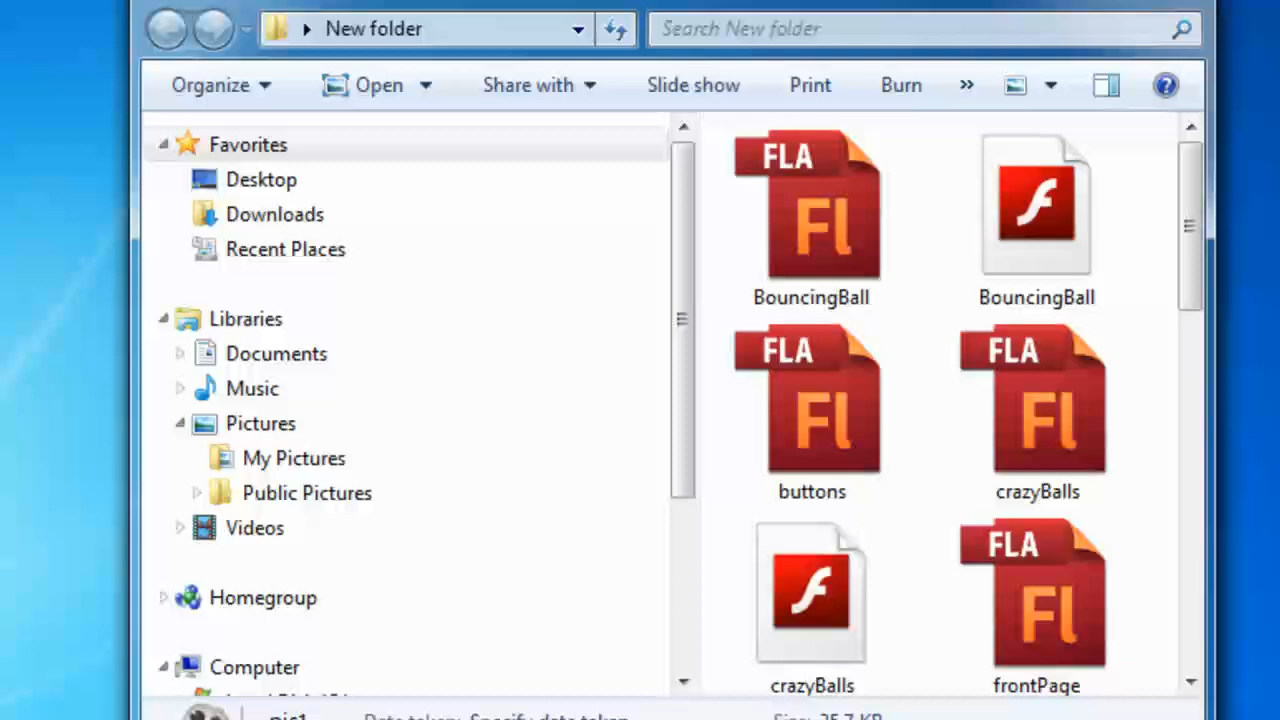 New folder
Search New folder
Organize Open Share with Slide show Print Burn »
Favorites
Desktop
Downloads
Recent Places
Libraries
Documents
Music
Pictures
My Pictures
Public Pictures
Videos
Homegroup
Computer
FLA
Fl
BouncingBall
BouncingBall
FLA
Fl
buttons
FLA
Fl
crazyBalls
crazyBalls
FLA
Fl
frontPage
pic1 Date taken: Specify date taken Size: 25.7 KB